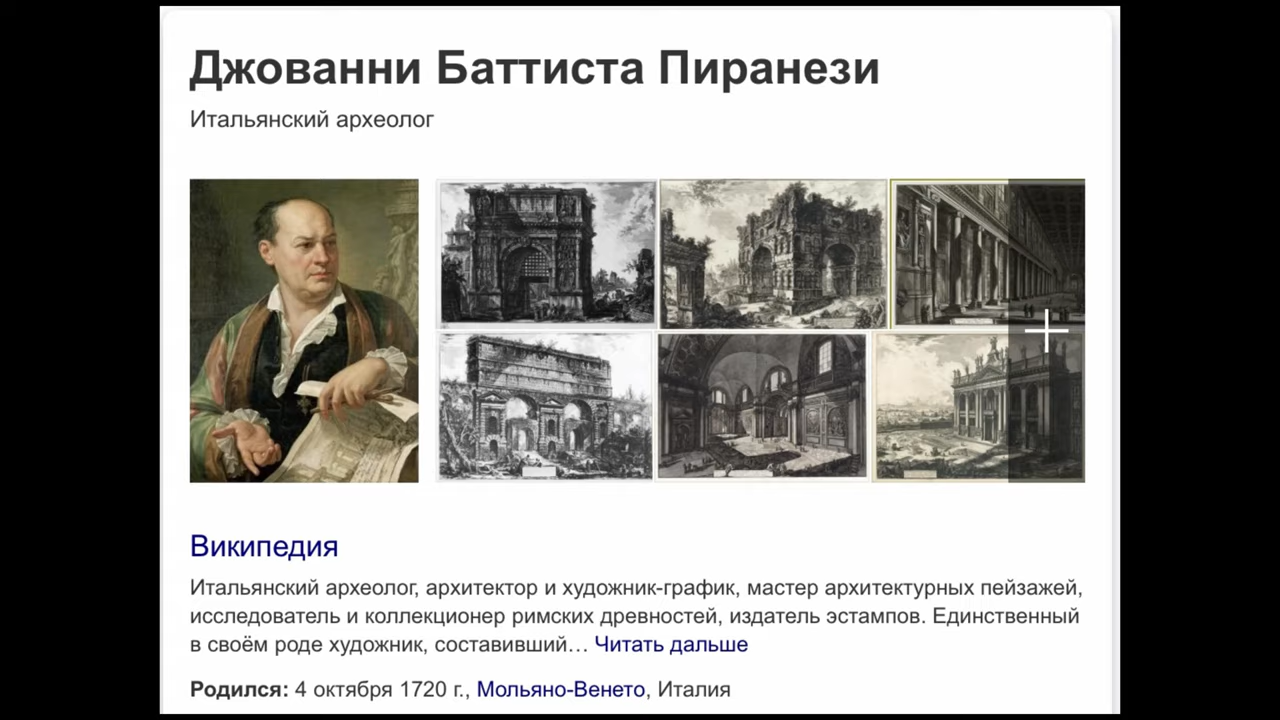 Джованни Баттиста Пиранези
Итальянский археолог
Википедия
Итальянский археолог, архитектор и художник-график, мастер архитектурных пейзажей,
исследователь и коллекционер римских древностей, издатель эстампов. Единственный
в своём роде художник, составивший… Читать дальше
Родился: 4 октября 1720 г., Мольяно-Венето, Италия